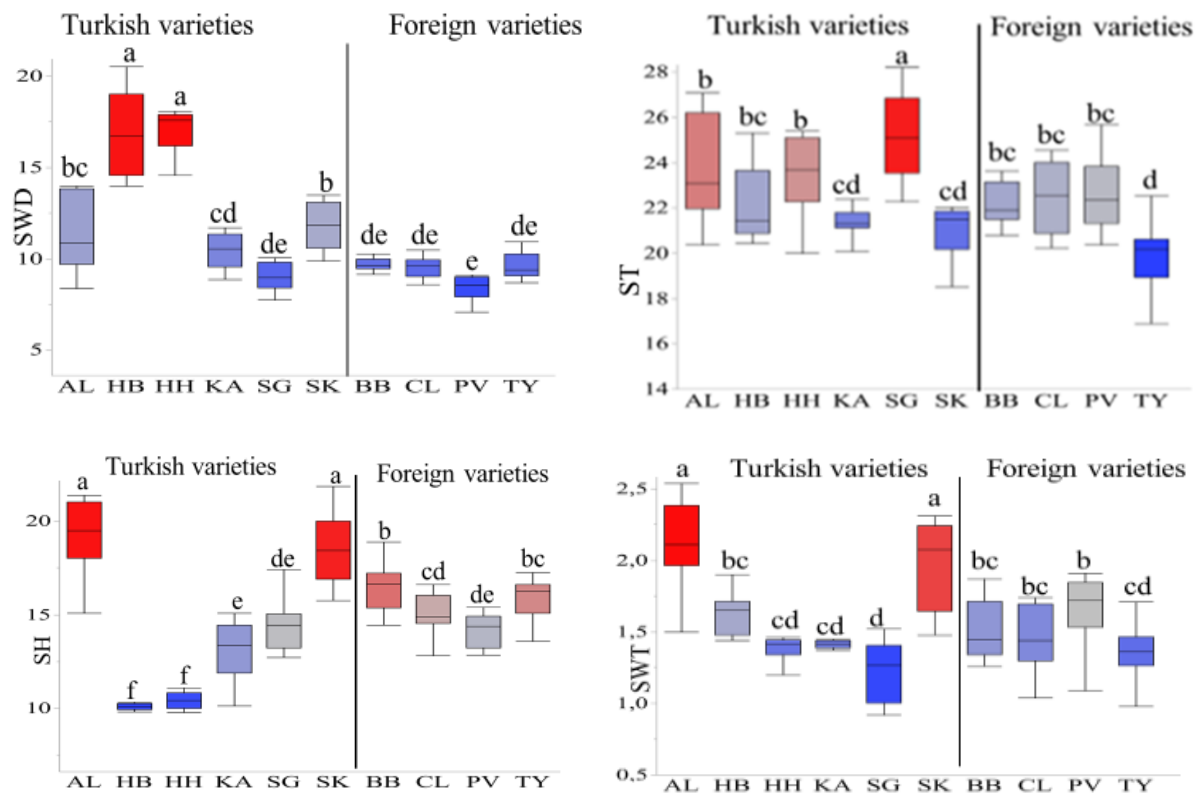 Turkish varieties
Foreign varieties
SWD
20
15
10
5
bc
a
a
cd
de
b
de
de
e
de
AL HB HH KA SG SK BB CL PV TY
Turkish varieties
Foreign varieties
ST
28
26
24
22
20
18
16
14
b
bc
b
cd
a
cd
bc
bc
bc
d
AL HB HH KA SG SK BB CL PV TY
Turkish varieties
Foreign varieties
SH
20
15
10
a
f
f
e
de
a
b
cd
de
bc
AL HB HH KA SG SK BB CL PV TY
Turkish varieties
Foreign varieties
SWT
2,5
2.0
1.5
1,0
0.5
a
bc
cd
cd
d
a
bc
bc
b
cd
AL HB HH KA SG SK BB CL PV TY